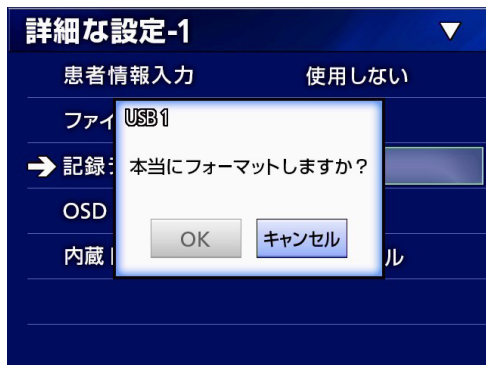 詳細な設定-1 ▼
患者情報入力 使用しない
ファイ
USB 1
本当にフォーマットしますか？
➔ 記録
OSD
OK キャンセル
内蔵 ル